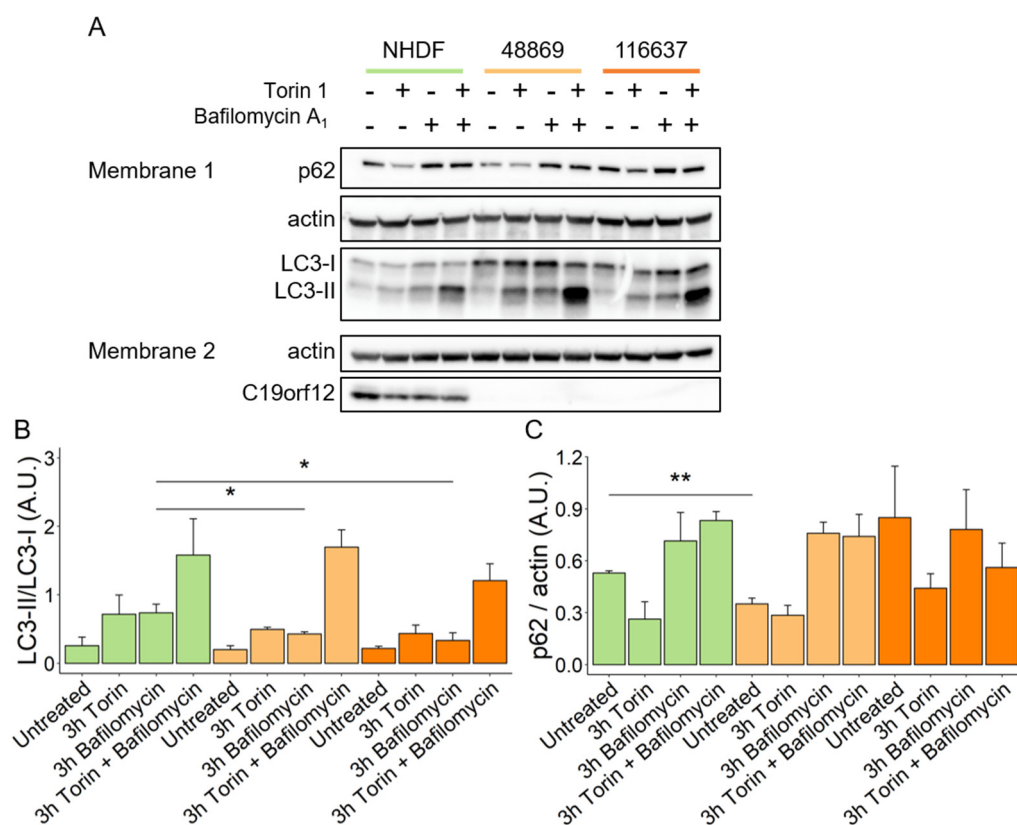 A
NHDF 48869 116637
Torin 1 - + - + - + - + - + - +
Bafilomycin A₁ - - + + - - + + - - + +
Membrane 1 p62
actin
LC3-I
LC3-II
Membrane 2 actin
C19orf12
B
LC3-II/LC3-I (A.U.)
3
2
1
0
*
*
Untreated
3h Torin
3h Bafilomycin
3h Torin + Bafilomycin
Untreated
3h Torin
3h Bafilomycin
3h Torin + Bafilomycin
Untreated
3h Torin
3h Bafilomycin
3h Torin + Bafilomycin
C
p62 / actin (A.U.)
1.2
0.9
0.6
0.3
0.0
**
Untreated
3h Torin
3h Bafilomycin
3h Torin + Bafilomycin
Untreated
3h Torin
3h Bafilomycin
3h Torin + Bafilomycin
Untreated
3h Torin
3h Bafilomycin
3h Torin + Bafilomycin